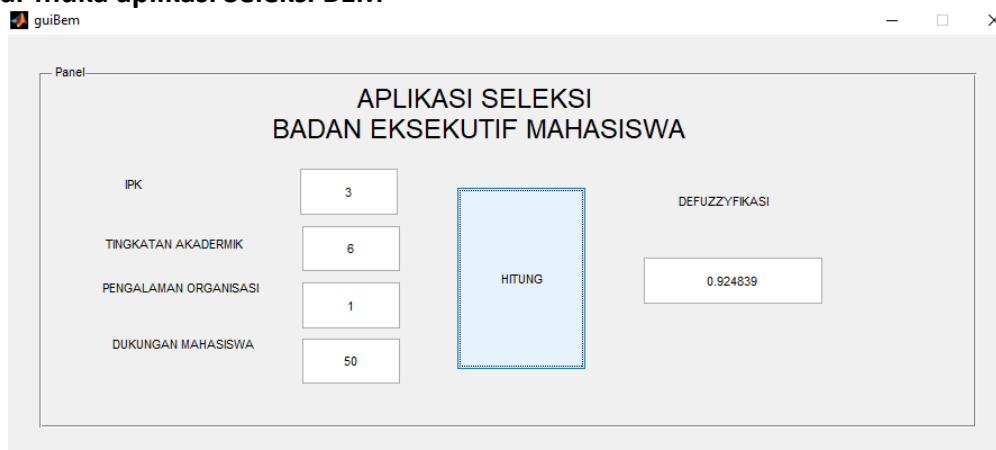 guiBem
Panel
APLIKASI SELEKSI
BADAN EKSEKUTIF MAHASISWA
IPK
3
TINGKATAN AKADERMIK
6
PENGALAMAN ORGANISASI
1
DUKUNGAN MAHASISWA
50
HITUNG
DEFUZZYFIKASI
0.924839